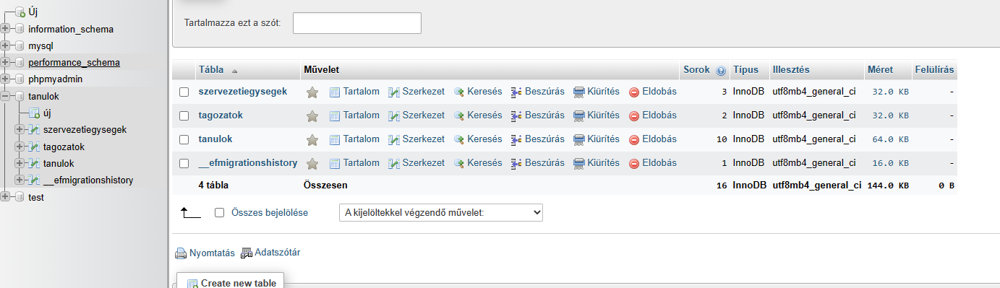 Új
information_schema
mysql
performance_schema
phpmyadmin
tanulok
új
szervezetiegysegek
tagozatok
tanulok
__efmigrationshistory
test
Tartalmazza ezt a szót:
Tábla Művelet Sorok Típus Illesztés Méret Felülírás
szervezetiegysegek Tartalom Szerkezet Keresés Beszúrás Kiürítés Eldobás 3 InnoDB utf8mb4_general_ci 32.0 KB -
tagozatok Tartalom Szerkezet Keresés Beszúrás Kiürítés Eldobás 2 InnoDB utf8mb4_general_ci 32.0 KB -
tanulok Tartalom Szerkezet Keresés Beszúrás Kiürítés Eldobás 10 InnoDB utf8mb4_general_ci 64.0 KB -
__efmigrationshistory Tartalom Szerkezet Keresés Beszúrás Kiürítés Eldobás 1 InnoDB utf8mb4_general_ci 16.0 KB -
4 tábla Összesen 16 InnoDB utf8mb4_general_ci 144.0 KB 0 B
Összes bejelölése A kijelöltekkel végzendő művelet:
Nyomtatás Adatszótár
Create new table